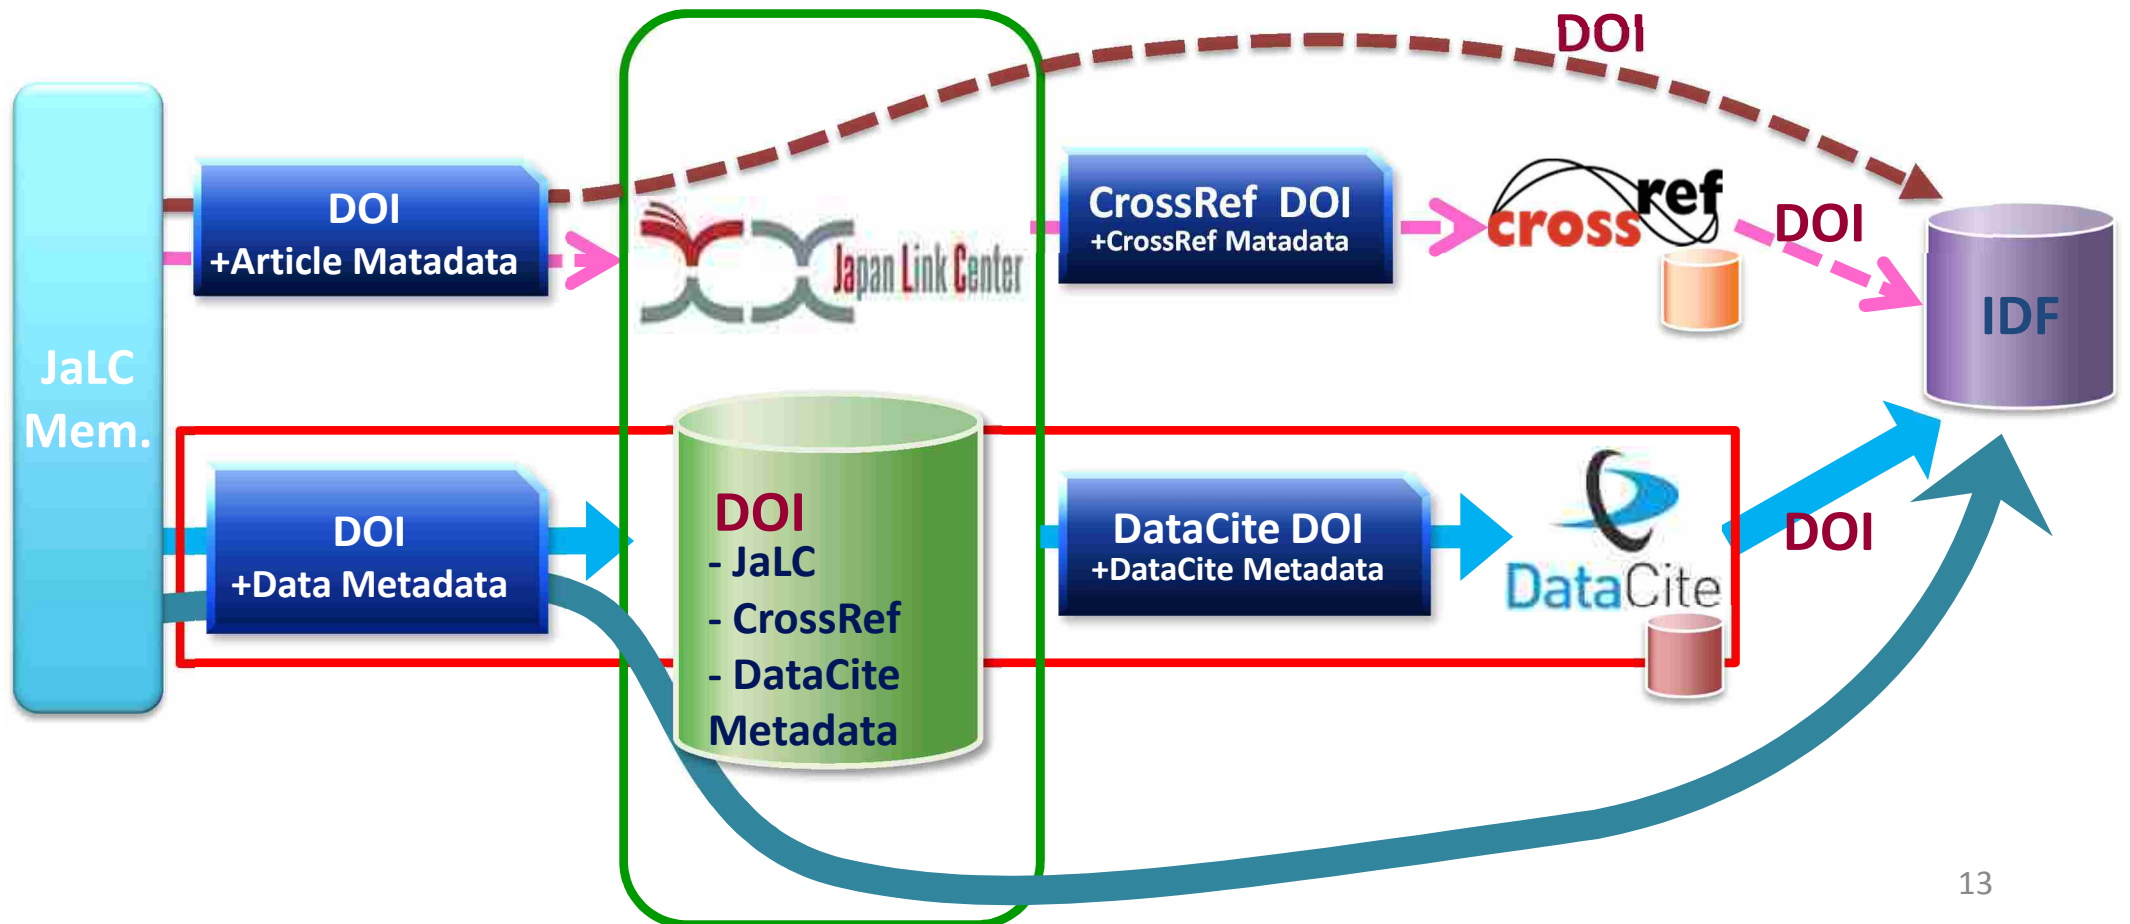 DOI
JaLC
Mem.
DOI
+Article Matadata
Japan Link Center
CrossRef DOI
+CrossRef Matadata
crossref
DOI
IDF
DOI
+Data Metadata
DOI
- JaLC
- CrossRef
- DataCite
Metadata
DataCite DOI
+DataCite Metadata
DataCite
DOI
13